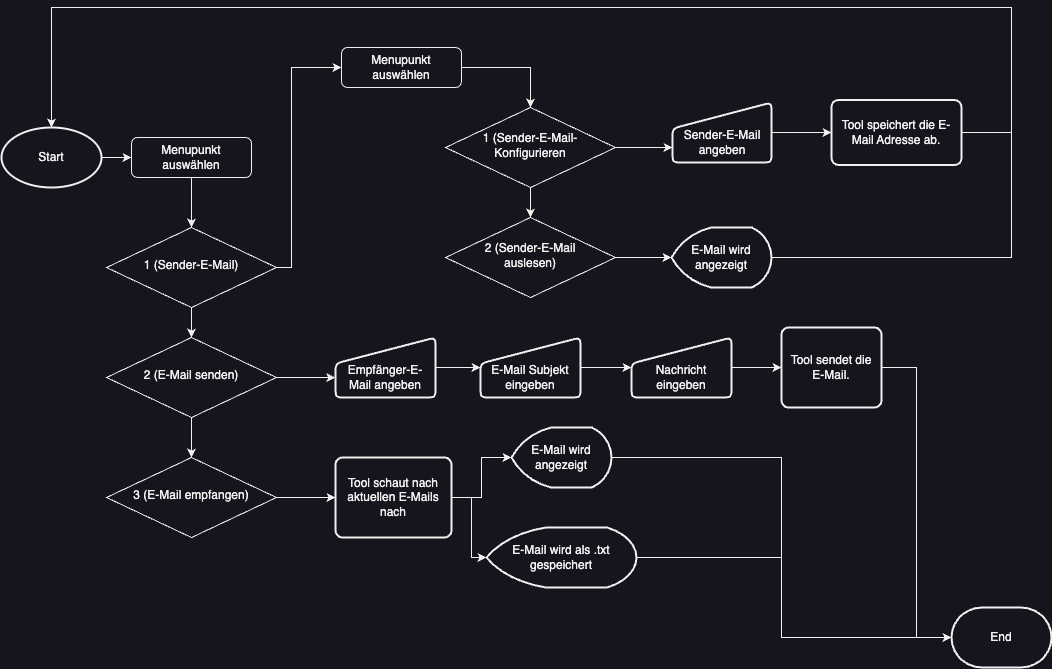 Menupunkt
auswählen
Start
Menupunkt
auswählen
1 (Sender-E-Mail-
Konfigurieren
Sender-E-Mail
angeben
Tool speichert die E-
Mail Adresse ab.
1 (Sender-E-Mail)
2 (Sender-E-Mail
auslesen)
E-Mail wird
angezeigt
2 (E-Mail senden)
Empfänger-E-
Mail angeben
E-Mail Subjekt
eingeben
Nachricht
eingeben
Tool sendet die
E-Mail.
3 (E-Mail empfangen)
Tool schaut nach
aktuellen E-Mails
nach
E-Mail wird
angezeigt
E-Mail wird als .txt
gespeichert
End